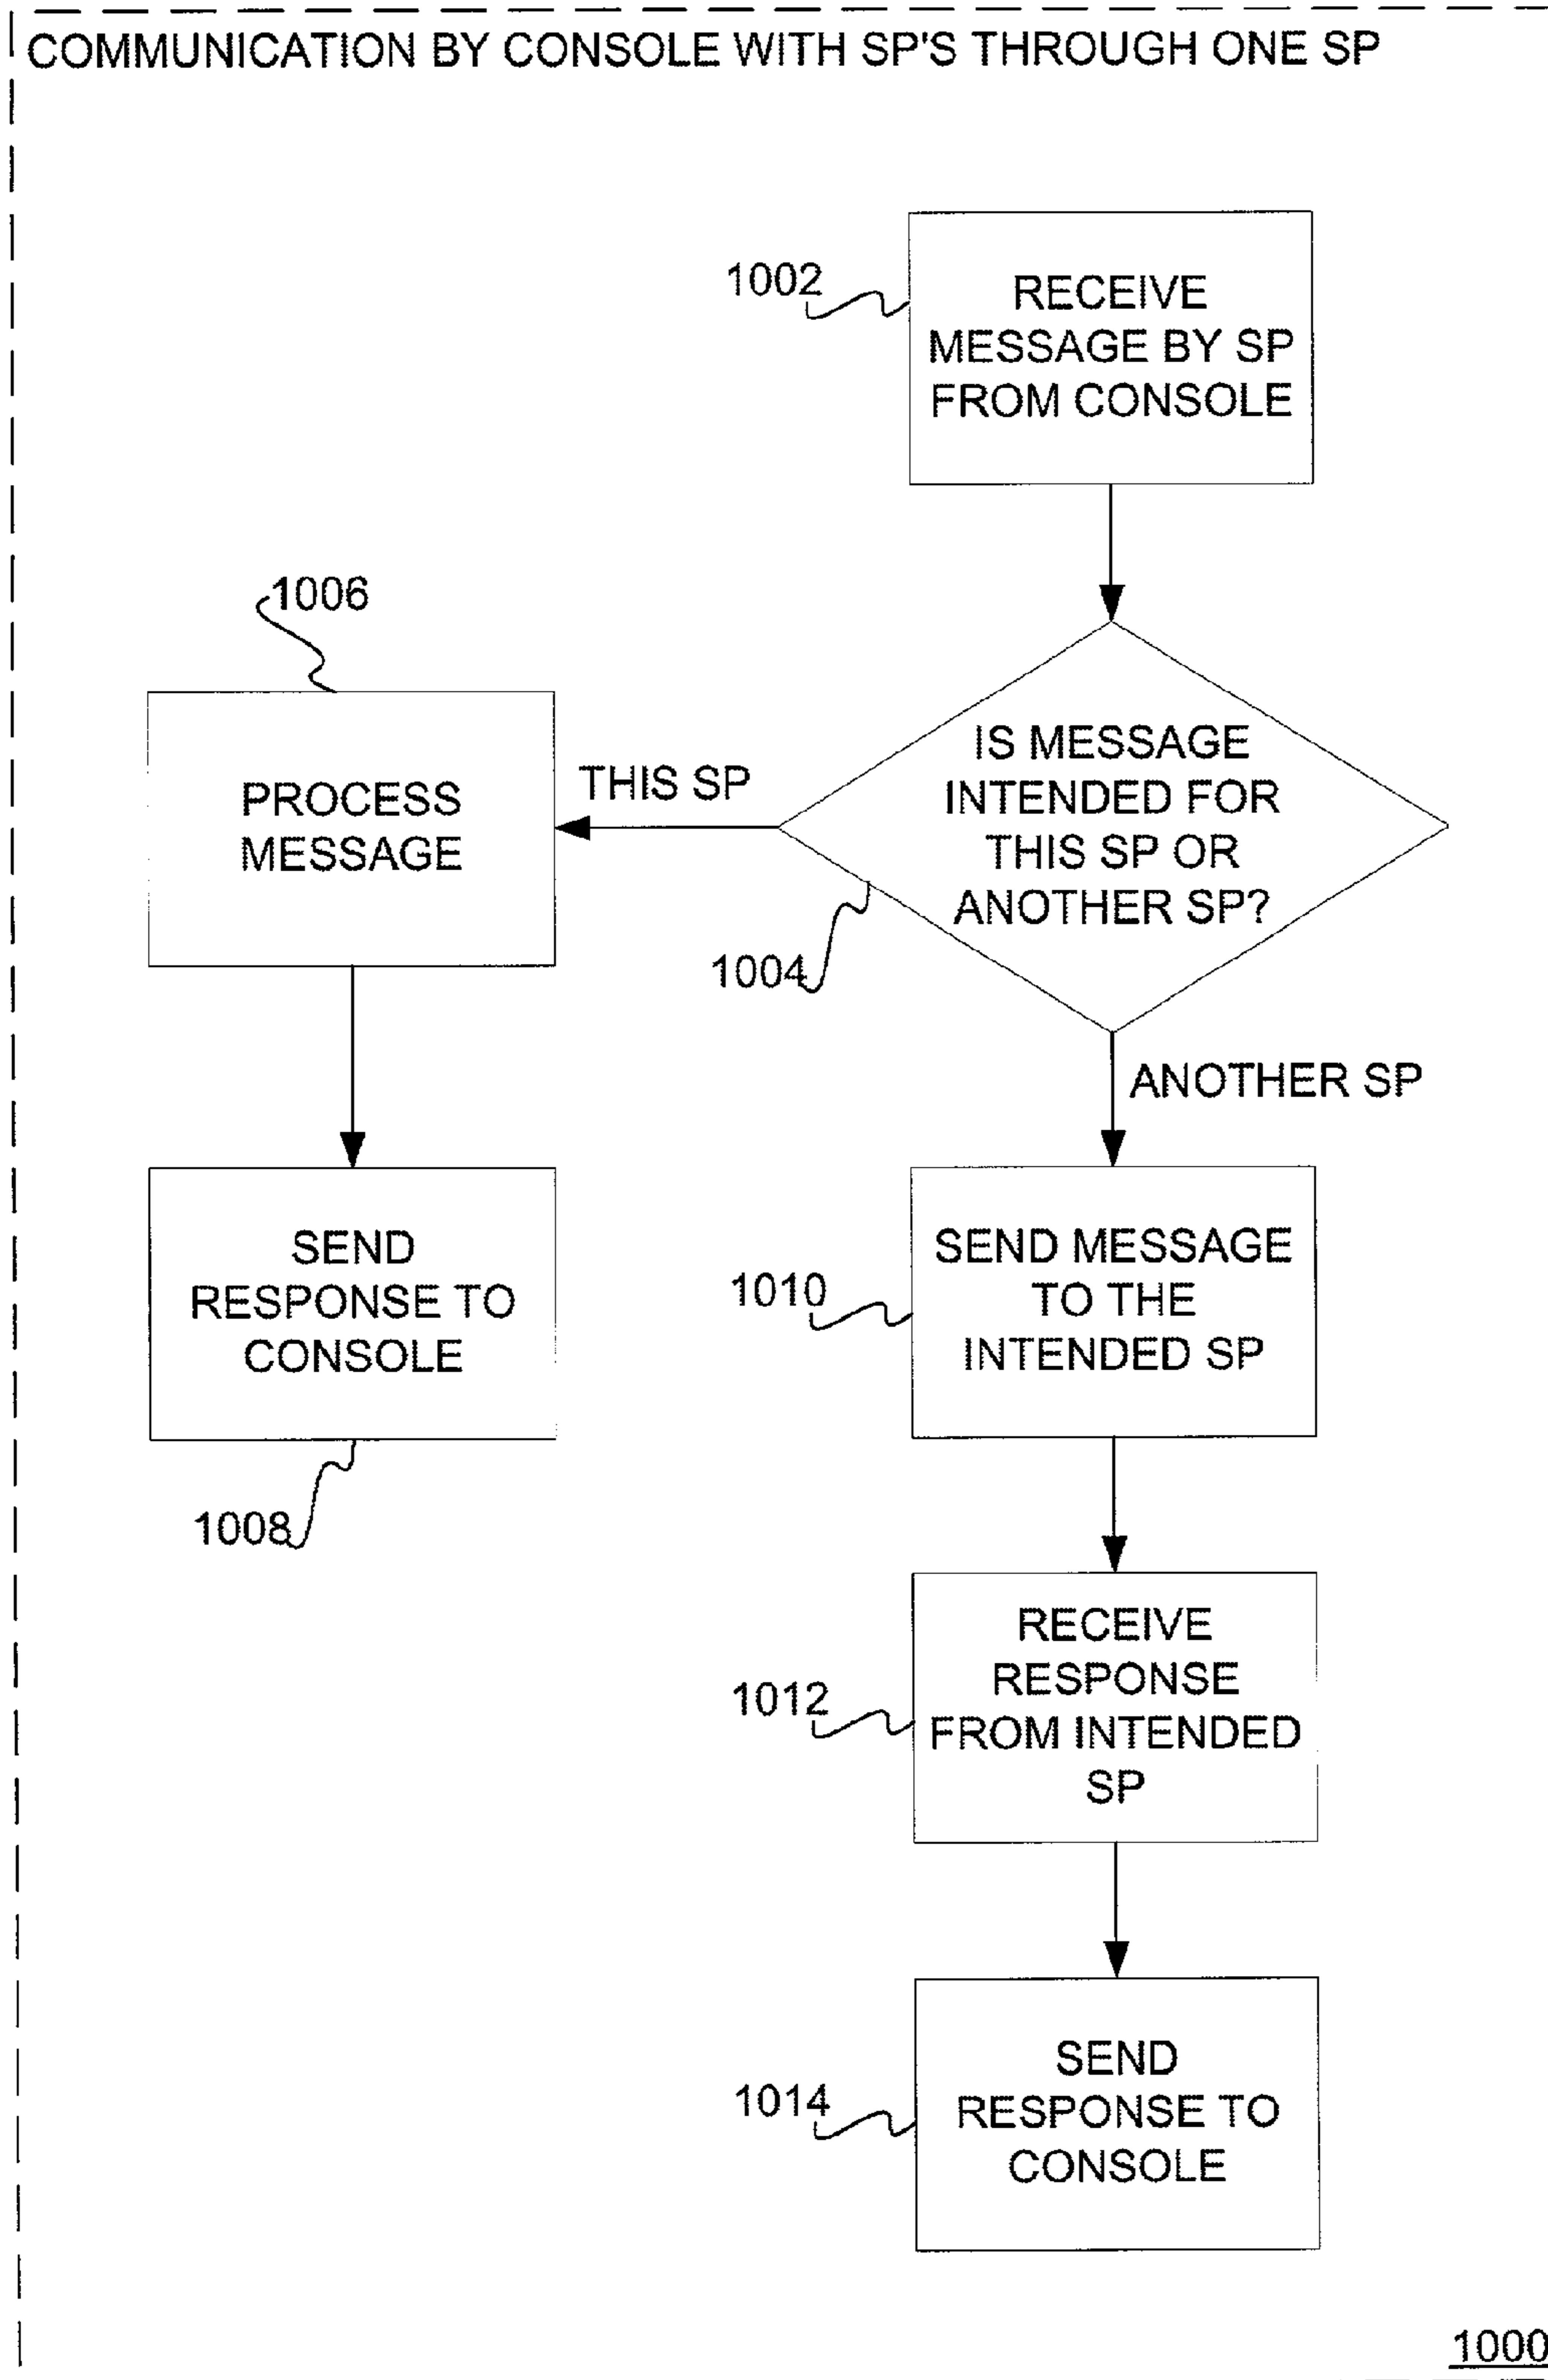 COMMUNICATION BY CONSOLE WITH SP'S THROUGH ONE SP
1002
RECEIVE
MESSAGE BY SP
FROM CONSOLE
1006
PROCESS
MESSAGE
THIS SP
IS MESSAGE
INTENDED FOR
THIS SP OR
ANOTHER SP?
1004
ANOTHER SP
SEND
RESPONSE TO
CONSOLE
1008
1010
SEND MESSAGE
TO THE
INTENDED SP
1012
RECEIVE
RESPONSE
FROM INTENDED
SP
1014
SEND
RESPONSE TO
CONSOLE
1000